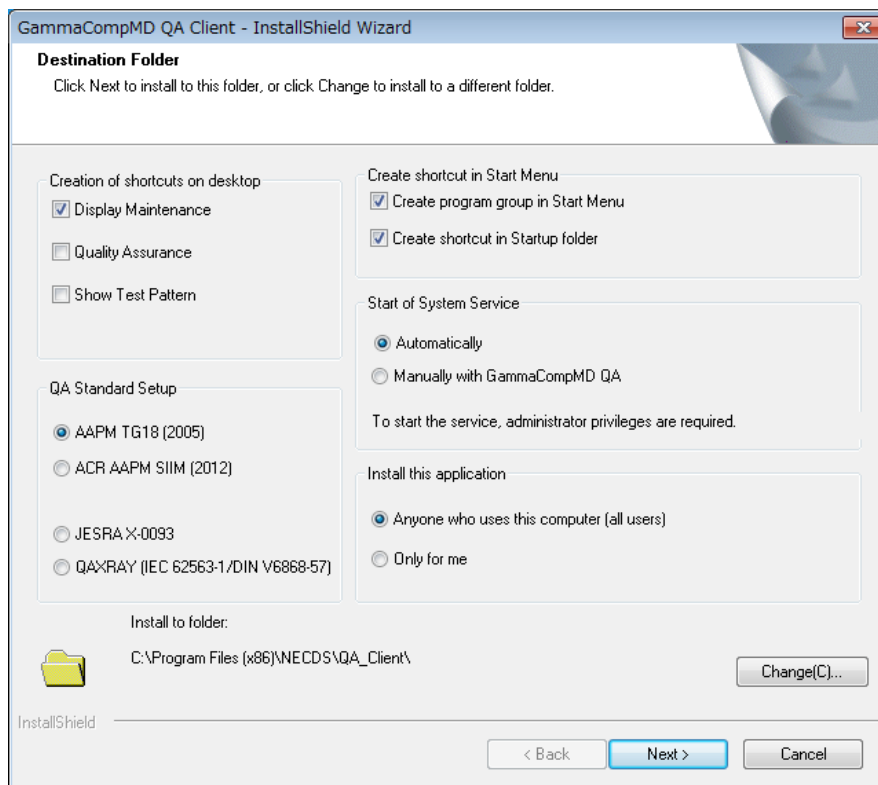 GammaCompMD QA Client - InstallShield Wizard
Destination Folder
Click Next to install to this folder, or click Change to install to a different folder.
Creation of shortcuts on desktop
Display Maintenance
Quality Assurance
Show Test Pattern
Create shortcut in Start Menu
Create program group in Start Menu
Create shortcut in Startup folder
Start of System Service
Automatically
Manually with GammaCompMD QA
To start the service, administrator privileges are required.
QA Standard Setup
AAPM TG18 (2005)
ACR AAPM SIIM (2012)
JESRA X-0093
QAXRAY (IEC 62563-1/DIN V6868-57)
Install this application
Anyone who uses this computer (all users)
Only for me
Install to folder:
C:\Program Files (x86)\NECDS\QA_Client\
Change(C)...
InstallShield
< Back
Next >
Cancel